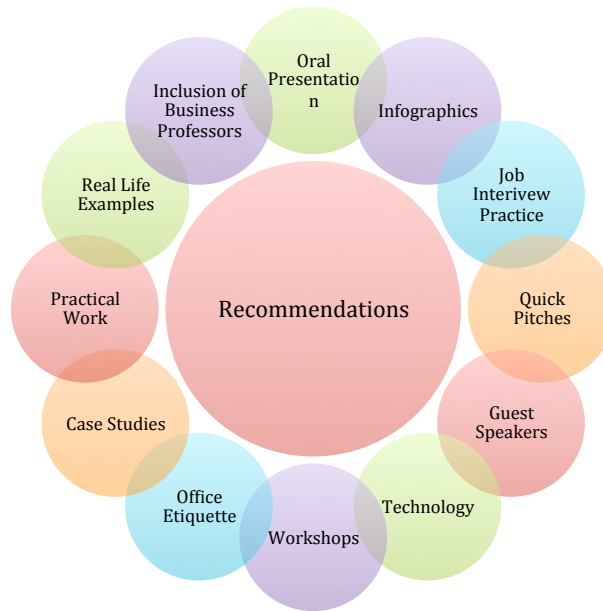 Oral
Presentatio
n
Infographics
Job
Interivew
Practice
Quick
Pitches
Guest
Speakers
Technology
Workshops
Office
Etiquette
Case Studies
Practical
Work
Real Life
Examples
Inclusion of
Business
Professors
Recommendations